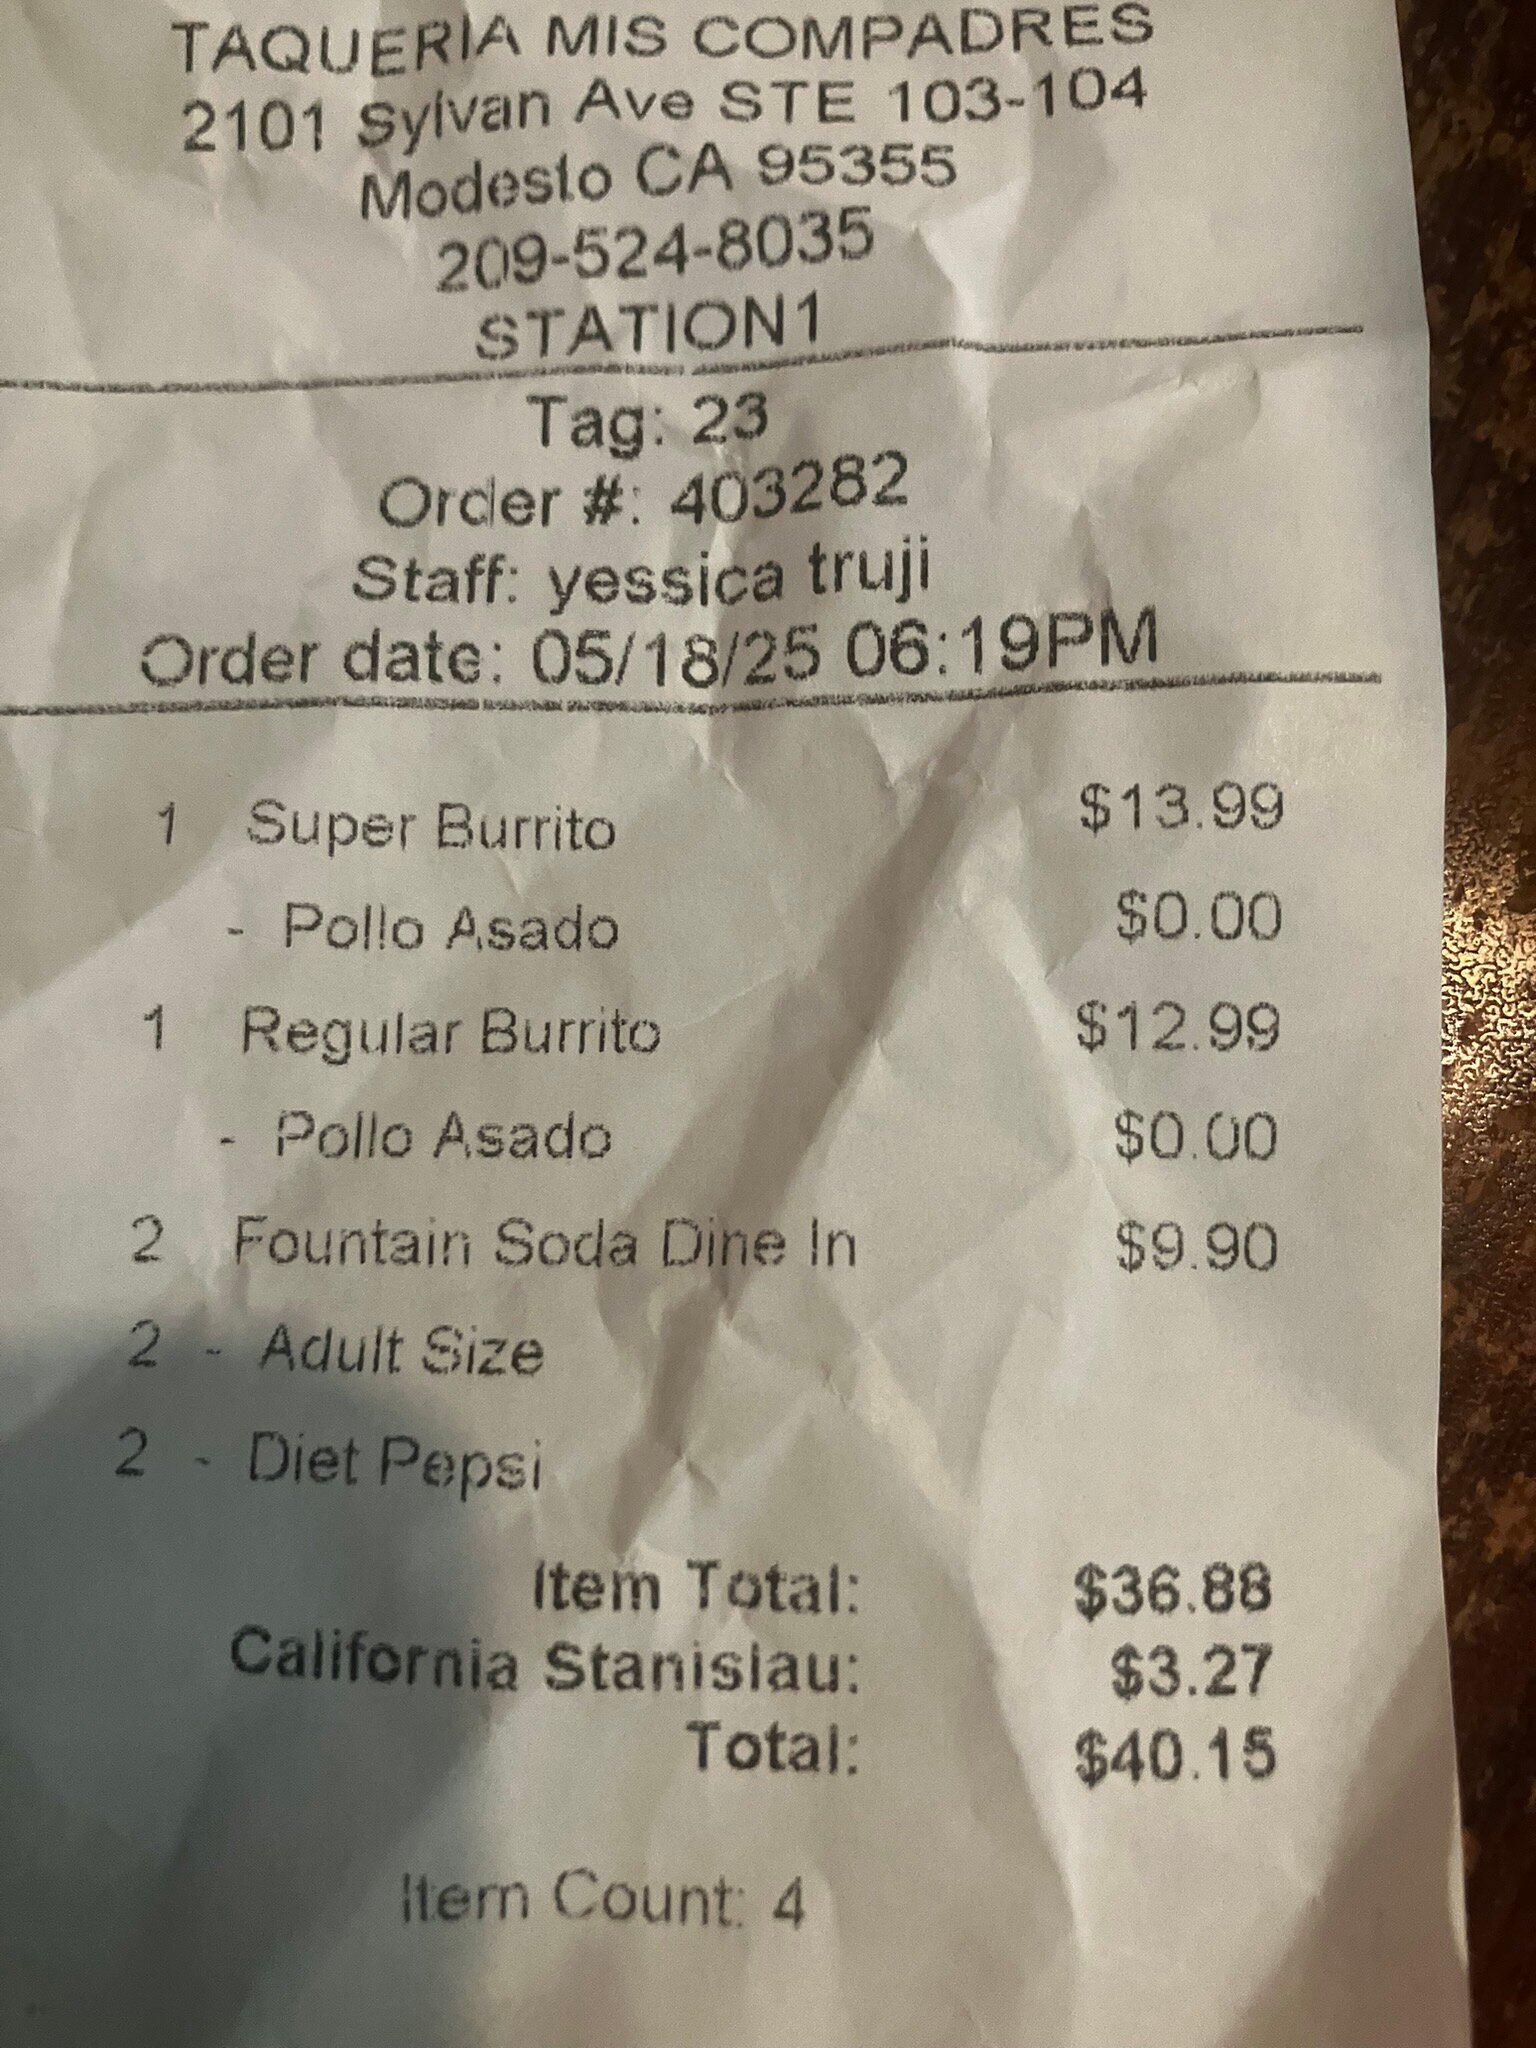 TAQUERIA MIS COMPADRES
2101 Sylvan Ave STE 103-104
Modesto CA 95355
209-524-8035
STATION1
Tag: 23
Order #: 403282
Staff: yessica truji
Order date: 05/18/25 06:19PM
1 Super Burrito $13.99
- Pollo Asado $0.00
1 Regular Burrito $12.99
- Pollo Asado $0.00
2 Fountain Soda Dine In $9.90
2 - Adult Size
2 - Diet Pepsi
Item Total: $36.88
California Stanislau: $3.27
Total: $40.15
Item Count: 4